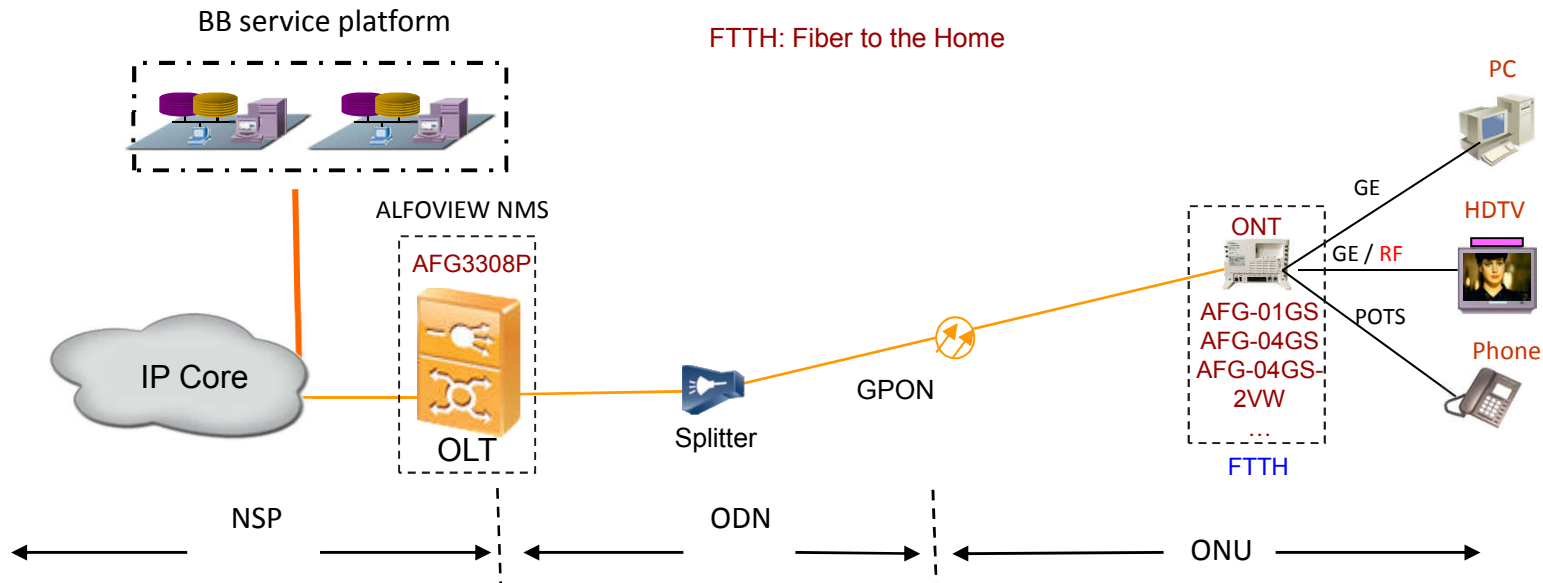 BB service platform
FTTH: Fiber to the Home
PC
ALFOVIEW NMS
AFG3308P
OLT
IP Core
Splitter
GPON
ONT
AFG-01GS
AFG-04GS
AFG-04GS-
2VW
...
FTTH
GE
HDTV
GE / RF
POTS
Phone
NSP
ODN
ONU